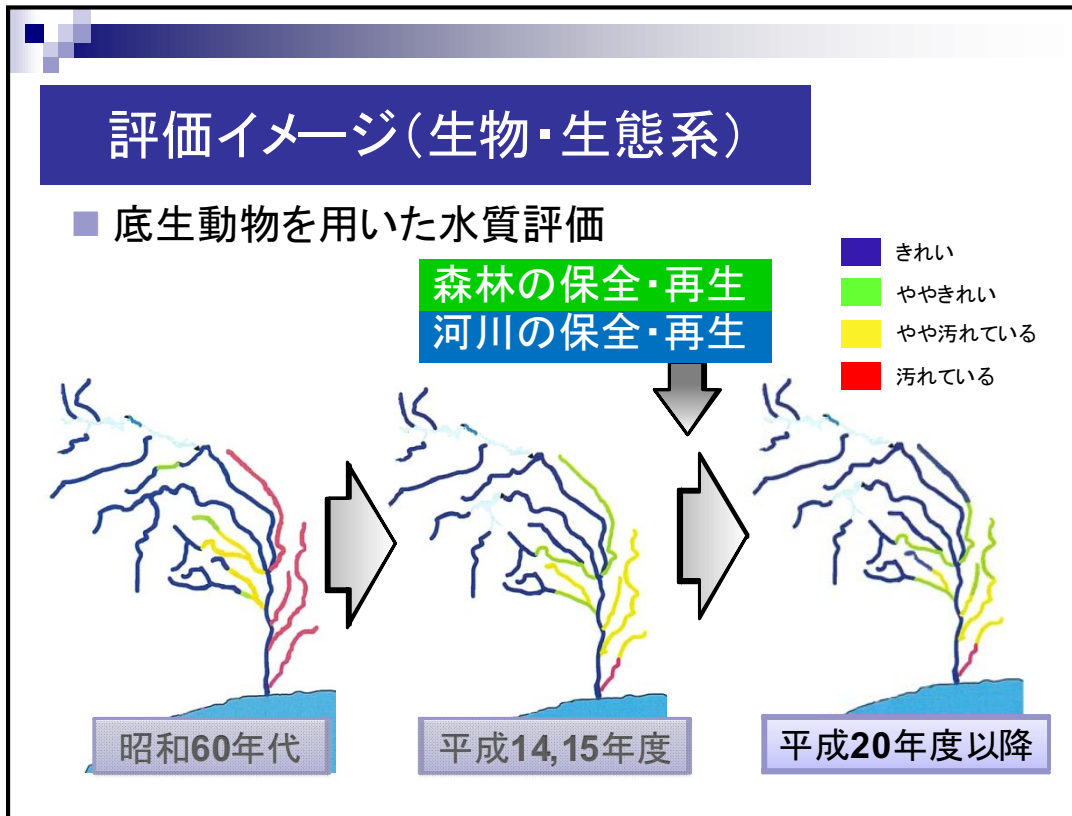 評価イメージ(生物・生態系)
底生動物を用いた水質評価
森林の保全・再生
河川の保全・再生
きれい
ややきれい
やや汚れている
汚れている
昭和60年代
平成14,15年度
平成20年度以降